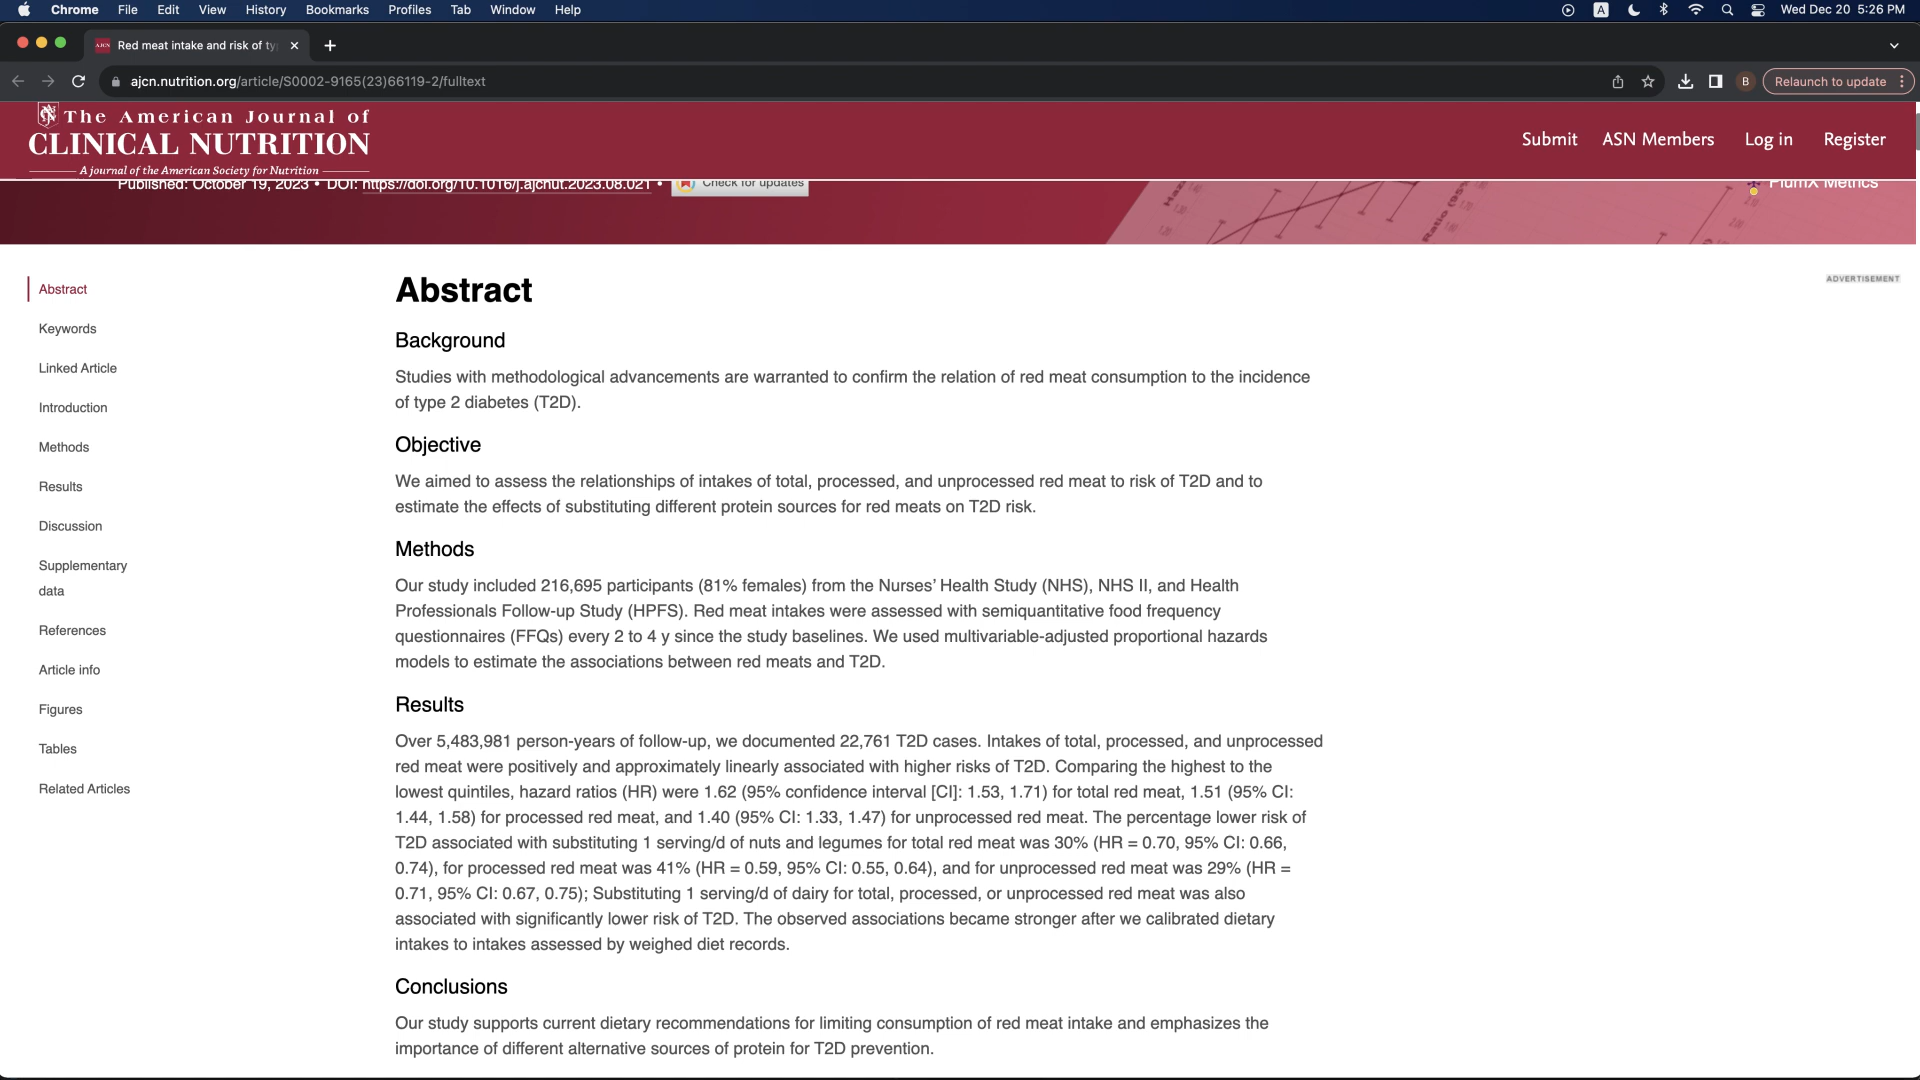 Chrome File Edit View History Bookmarks Profiles Tab Window Help
A
Wed Dec 20 5:26 PM
AJCN Red meat intake and risk of ty
ajcn.nutrition.org/article/S0002-9165(23)66119-2/fulltext
B
Relaunch to update
The American Journal of
CLINICAL NUTRITION
A journal of the American Society for Nutrition
Submit ASN Members Log in Register
Published: October 19, 2023 • DOI: https://doi.org/10.1016/j.ajcnut.2023.08.021 •
Check for updates
PlumX Metrics
Abstract
Keywords
Linked Article
Introduction
Methods
Results
Discussion
Supplementary
data
References
Article info
Figures
Tables
Related Articles
Abstract
Background
Studies with methodological advancements are warranted to confirm the relation of red meat consumption to the incidence
of type 2 diabetes (T2D).
Objective
We aimed to assess the relationships of intakes of total, processed, and unprocessed red meat to risk of T2D and to
estimate the effects of substituting different protein sources for red meats on T2D risk.
Methods
Our study included 216,695 participants (81% females) from the Nurses’ Health Study (NHS), NHS II, and Health
Professionals Follow-up Study (HPFS). Red meat intakes were assessed with semiquantitative food frequency
questionnaires (FFQs) every 2 to 4 y since the study baselines. We used multivariable-adjusted proportional hazards
models to estimate the associations between red meats and T2D.
Results
Over 5,483,981 person-years of follow-up, we documented 22,761 T2D cases. Intakes of total, processed, and unprocessed
red meat were positively and approximately linearly associated with higher risks of T2D. Comparing the highest to the
lowest quintiles, hazard ratios (HR) were 1.62 (95% confidence interval [CI]: 1.53, 1.71) for total red meat, 1.51 (95% CI:
1.44, 1.58) for processed red meat, and 1.40 (95% CI: 1.33, 1.47) for unprocessed red meat. The percentage lower risk of
T2D associated with substituting 1 serving/d of nuts and legumes for total red meat was 30% (HR = 0.70, 95% CI: 0.66,
0.74), for processed red meat was 41% (HR = 0.59, 95% CI: 0.55, 0.64), and for unprocessed red meat was 29% (HR =
0.71, 95% CI: 0.67, 0.75); Substituting 1 serving/d of dairy for total, processed, or unprocessed red meat was also
associated with significantly lower risk of T2D. The observed associations became stronger after we calibrated dietary
intakes to intakes assessed by weighed diet records.
Conclusions
Our study supports current dietary recommendations for limiting consumption of red meat intake and emphasizes the
importance of different alternative sources of protein for T2D prevention.
ADVERTISEMENT